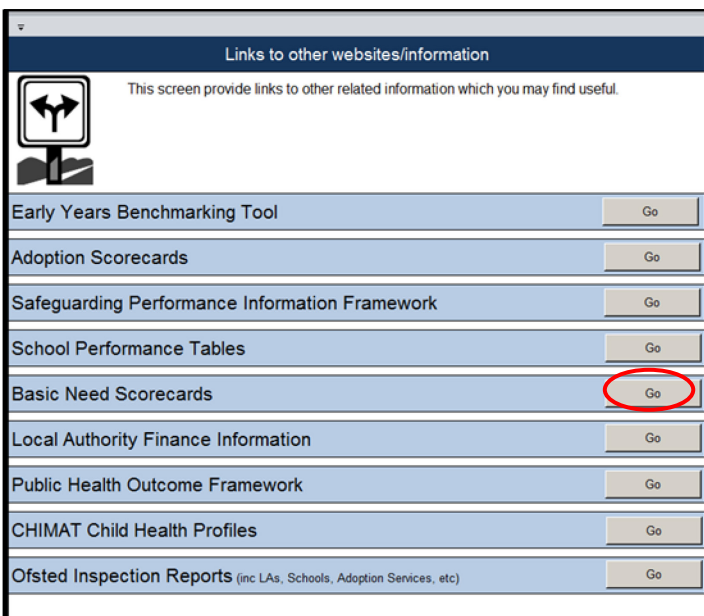 Links to other websites/information
This screen provide links to other related information which you may find useful.
Early Years Benchmarking Tool Go
Adoption Scorecards Go
Safeguarding Performance Information Framework Go
School Performance Tables Go
Basic Need Scorecards Go
Local Authority Finance Information Go
Public Health Outcome Framework Go
CHIMAT Child Health Profiles Go
Ofsted Inspection Reports (inc LAs, Schools, Adoption Services, etc) Go